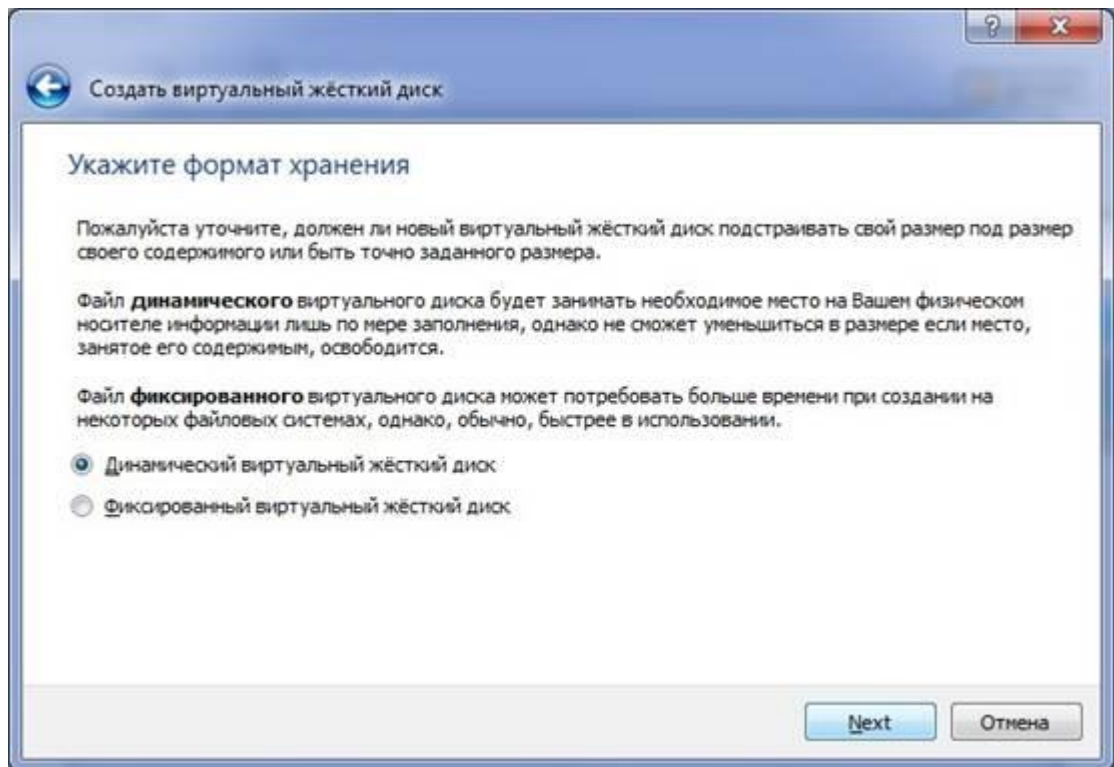 Создать виртуальный жёсткий диск
Укажите формат хранения
Пожалуйста уточните, должен ли новый виртуальный жёсткий диск подстраивать свой размер под размер
своего содержимого или быть точно заданного размера.
Файл динамического виртуального диска будет занимать необходимое место на Вашем физическом
носителе информации лишь по мере заполнения, однако не сможет уменьшиться в размере если место,
занятое его содержимым, освободится.
Файл фиксированного виртуального диска может потребовать больше времени при создании на
некоторых файловых системах, однако, обычно, быстрее в использовании.
Динамический виртуальный жёсткий диск
Фиксированный виртуальный жёсткий диск
Next
Отмена